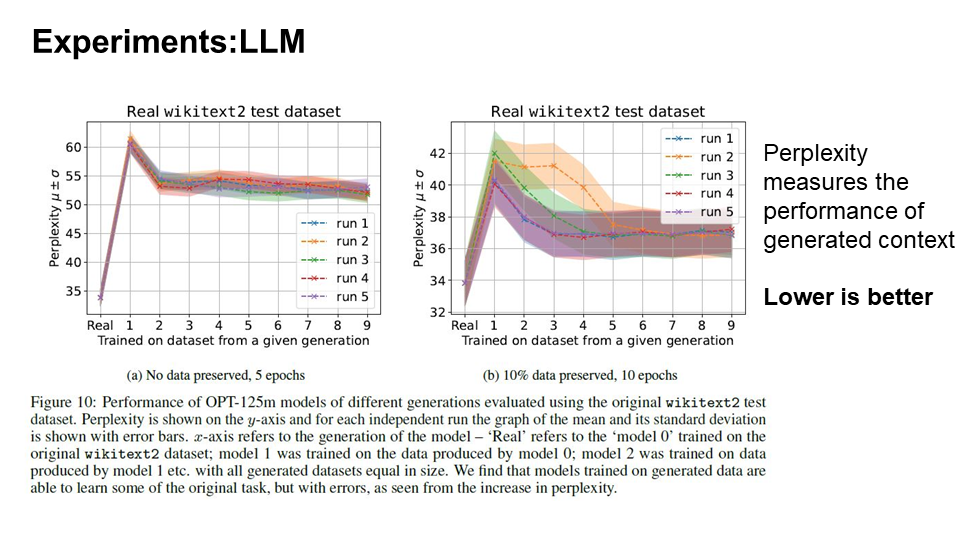 Experiments:LLM
Real wikitext2 test dataset
Perplexity μ ± σ
60
55
50
45
40
35
run 1
run 2
run 3
run 4
run 5
Real 1 2 3 4 5 6 7 8 9
Trained on dataset from a given generation
(a) No data preserved, 5 epochs
Real wikitext2 test dataset
Perplexity μ ± σ
42
40
38
36
34
32
run 1
run 2
run 3
run 4
run 5
Real 1 2 3 4 5 6 7 8 9
Trained on dataset from a given generation
(b) 10% data preserved, 10 epochs
Perplexity
measures the
performance of
generated context
Lower is better
Figure 10: Performance of OPT-125m models of different generations evaluated using the original wikitext2 test
dataset. Perplexity is shown on the y-axis and for each independent run the graph of the mean and its standard deviation
is shown with error bars. x-axis refers to the generation of the model – ‘Real’ refers to the ‘model 0’ trained on the
original wikitext2 dataset; model 1 was trained on the data produced by model 0; model 2 was trained on data
produced by model 1 etc. with all generated datasets equal in size. We find that models trained on generated data are
able to learn some of the original task, but with errors, as seen from the increase in perplexity.